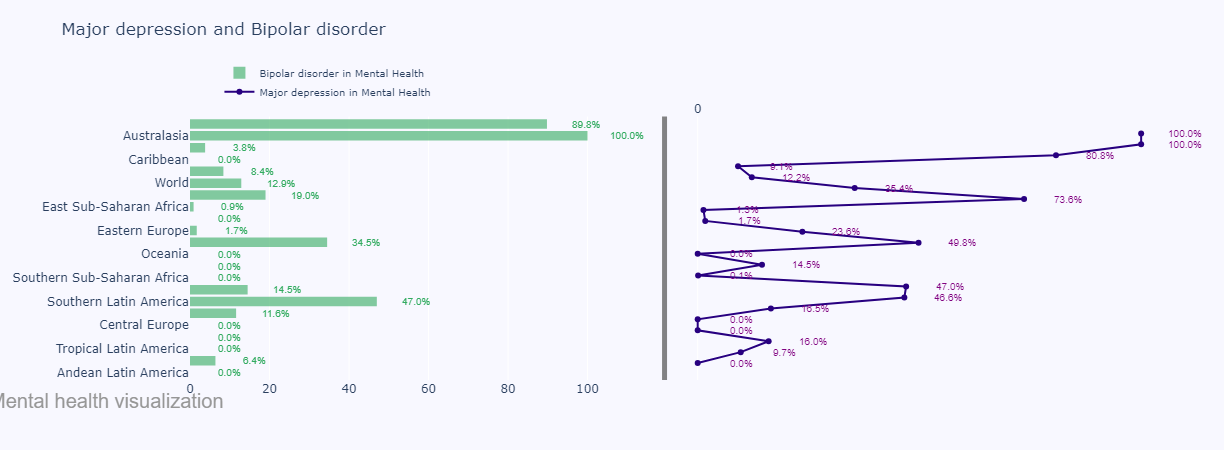 Major depression and Bipolar disorder
Bipolar disorder in Mental Health
Major depression in Mental Health
0
89.8%
100.0%
Australasia
100.0%
100.0%
3.8%
80.8%
Caribbean
0.0%
9.1%
8.4%
12.2%
World
12.9%
35.4%
19.0%
73.6%
East Sub-Saharan Africa
0.9%
1.3%
0.0%
1.7%
Eastern Europe
1.7%
23.6%
34.5%
49.8%
Oceania
0.0%
0.0%
0.0%
14.5%
Southern Sub-Saharan Africa
0.0%
0.1%
14.5%
47.0%
Southern Latin America
47.0%
46.6%
11.6%
16.5%
Central Europe
0.0%
0.0%
0.0%
0.0%
Tropical Latin America
0.0%
16.0%
6.4%
9.7%
Andean Latin America
0.0%
0.0%
0 20 40 60 80 100
Mental health visualization